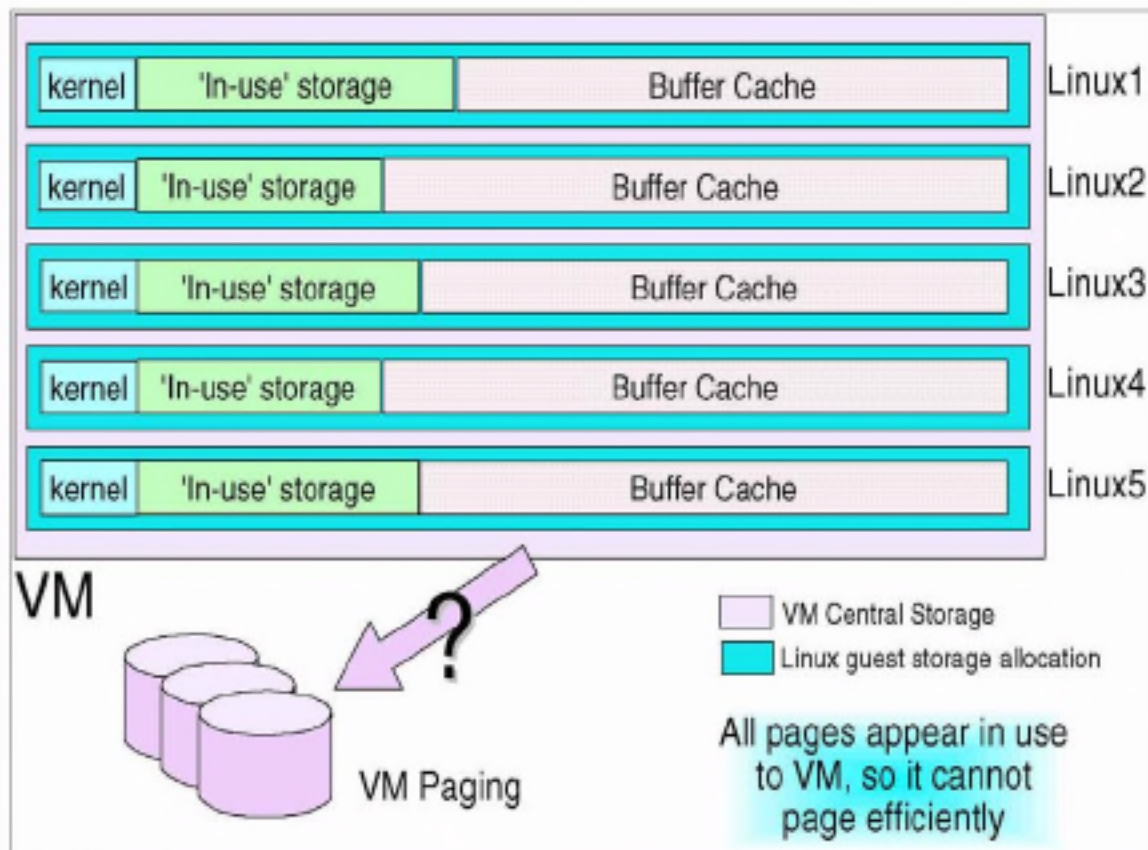 kernel 'In-use' storage Buffer Cache Linux1
kernel 'In-use' storage Buffer Cache Linux2
kernel 'In-use' storage Buffer Cache Linux3
kernel 'In-use' storage Buffer Cache Linux4
kernel 'In-use' storage Buffer Cache Linux5
VM
?
VM Central Storage
Linux guest storage allocation
VM Paging
All pages appear in use
to VM, so it cannot
page efficiently